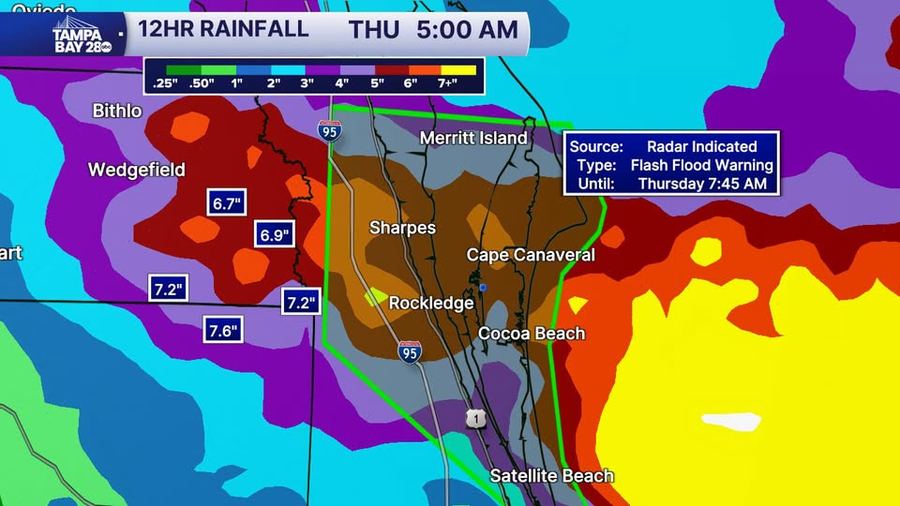 Oviedo
TAMPA
BAY 28 abc
12HR RAINFALL
THU 5:00 AM
.25" .50" 1" 2" 3" 4" 5" 6" 7+"
Bithlo
95
Merritt Island
Source: Radar Indicated
Type: Flash Flood Warning
Until: Thursday 7:45 AM
Wedgefield
6.7"
6.9"
Sharpes
art
Cape Canaveral
7.2"
7.2"
Rockledge
7.6"
Cocoa Beach
95
1
Satellite Beach